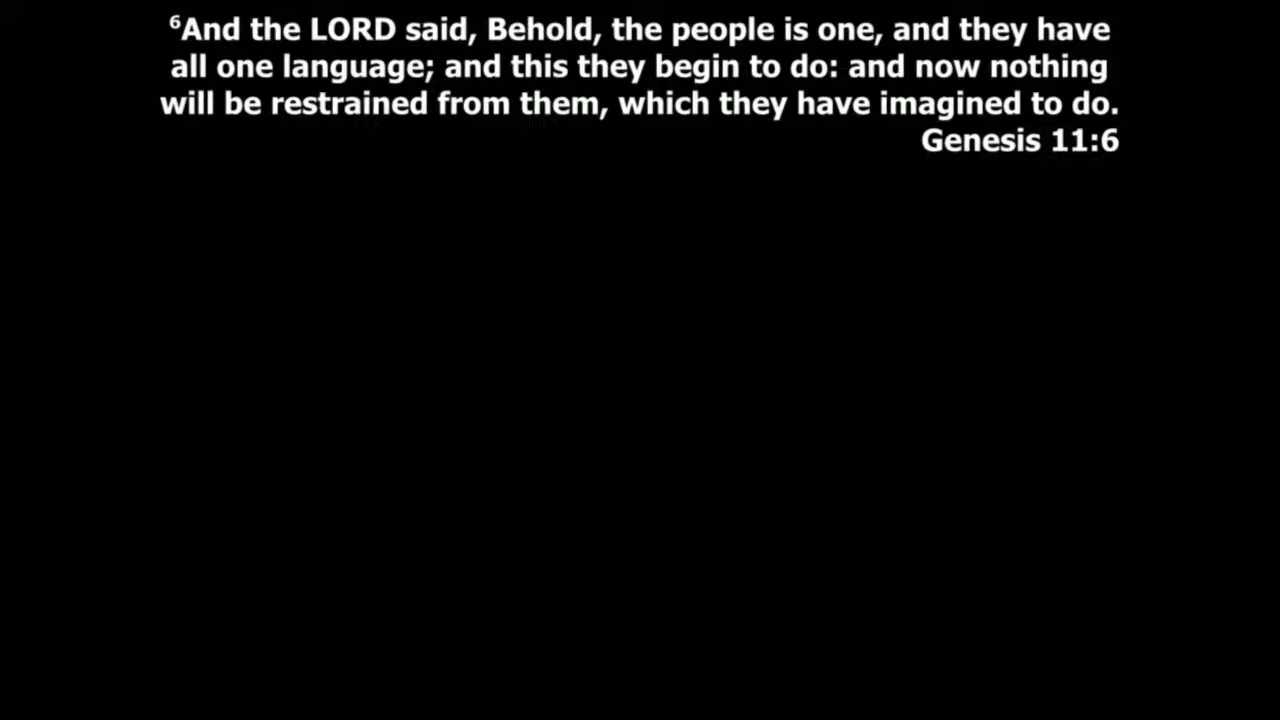 ⁶And the LORD said, Behold, the people is one, and they have
all one language; and this they begin to do: and now nothing
will be restrained from them, which they have imagined to do.
Genesis 11:6